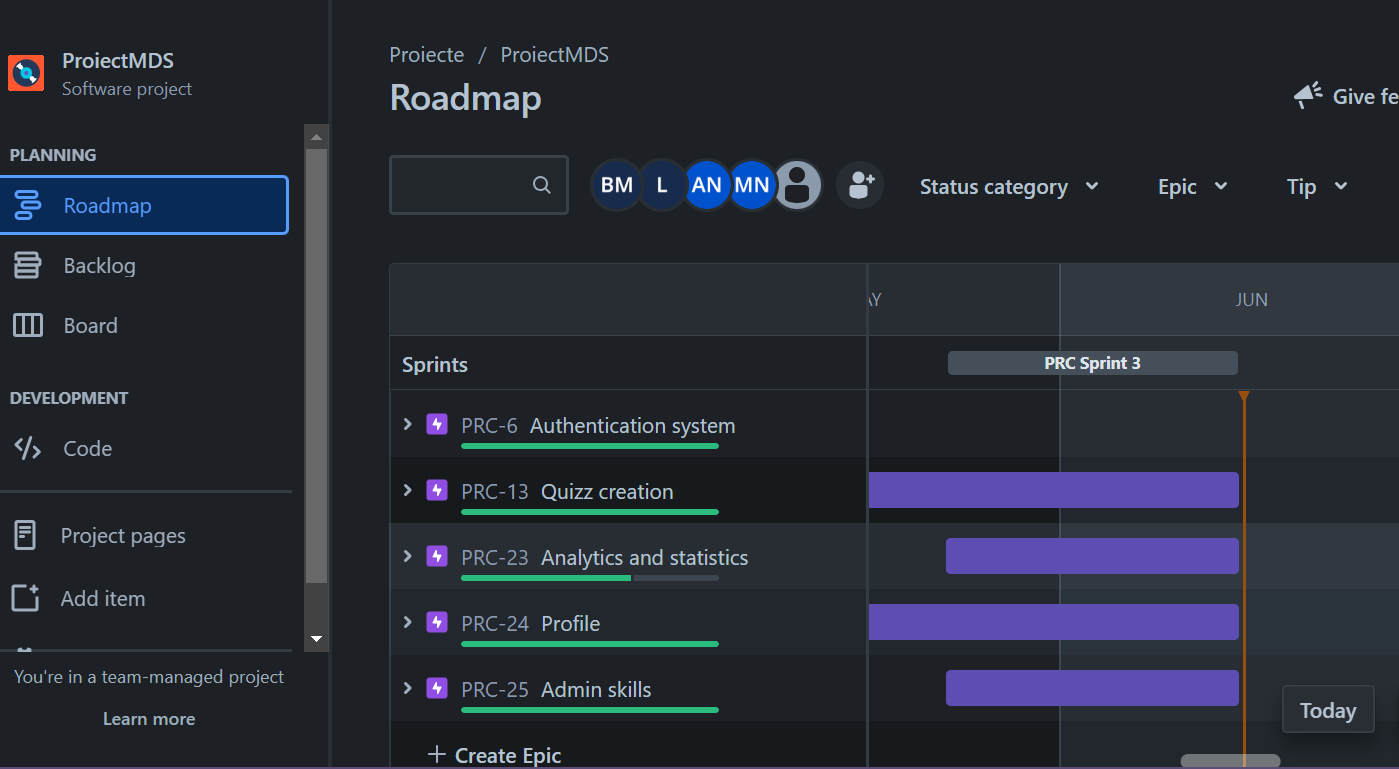 ProiectMDS
Software project
PLANNING
Roadmap
Backlog
Board
DEVELOPMENT
Code
Project pages
Add item
You're in a team-managed project
Learn more
Proiecte / ProiectMDS
Roadmap
Give fe
BM L AN MN
Status category
Epic
Tip
AY
JUN
Sprints
PRC Sprint 3
PRC-6 Authentication system
PRC-13 Quizz creation
PRC-23 Analytics and statistics
PRC-24 Profile
PRC-25 Admin skills
Create Epic
Today